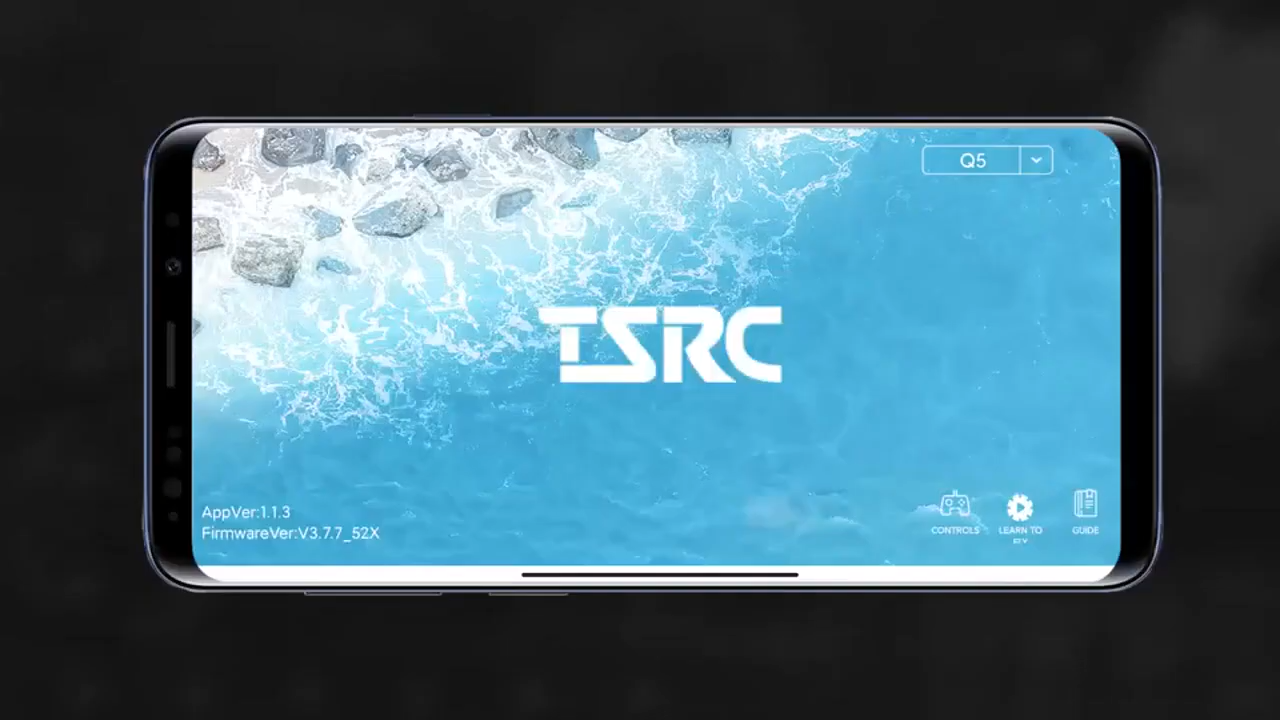 Q5
TSRC
AppVer:1.1.3
FirmwareVer:V3.7.7_52X
CONTROLS
LEARN TO
GUIDE